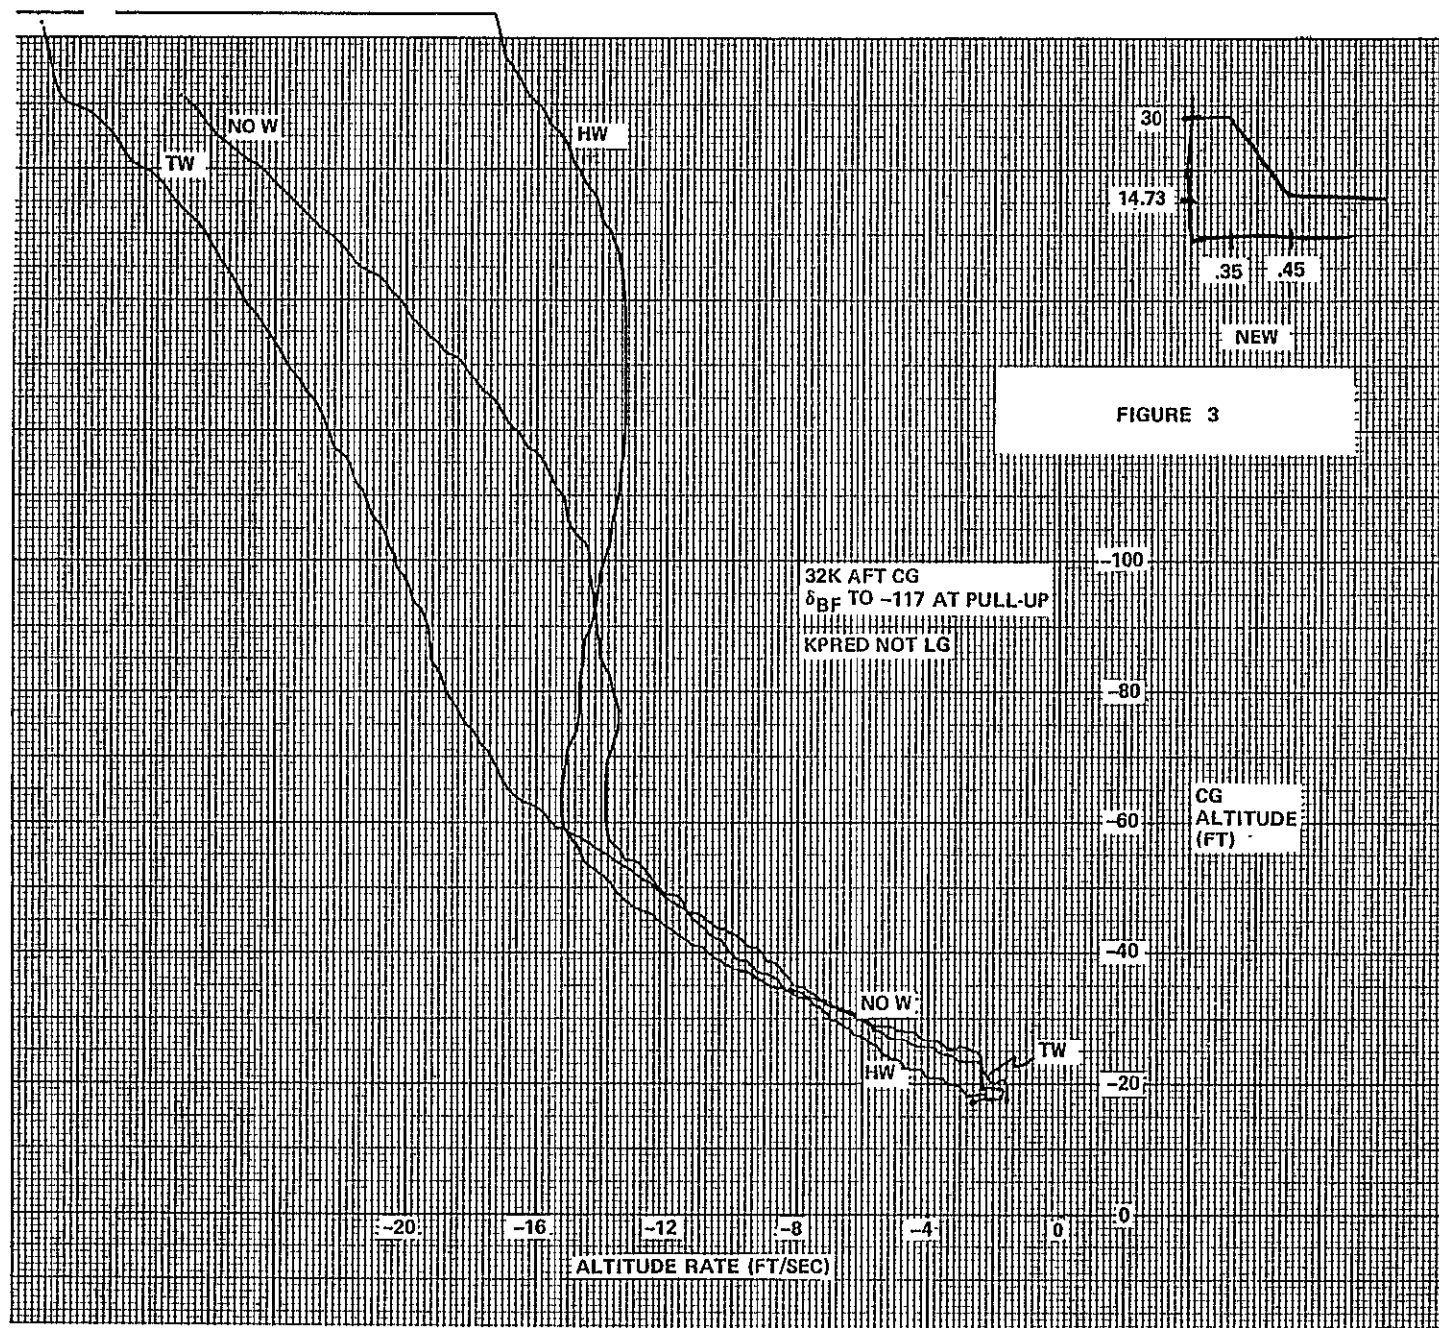 NO W
HW
TW
30
14.73
.35 .45
NEW
FIGURE 3
32K AFT CG
δBF TO -117 AT PULL-UP
KPRED NOT LG
-100
-80
-60
-40
-20
0
CG
ALTITUDE
(FT)
NO W
TW
HW
-20 -16 -12 -8 -4 0
ALTITUDE RATE (FT/SEC)